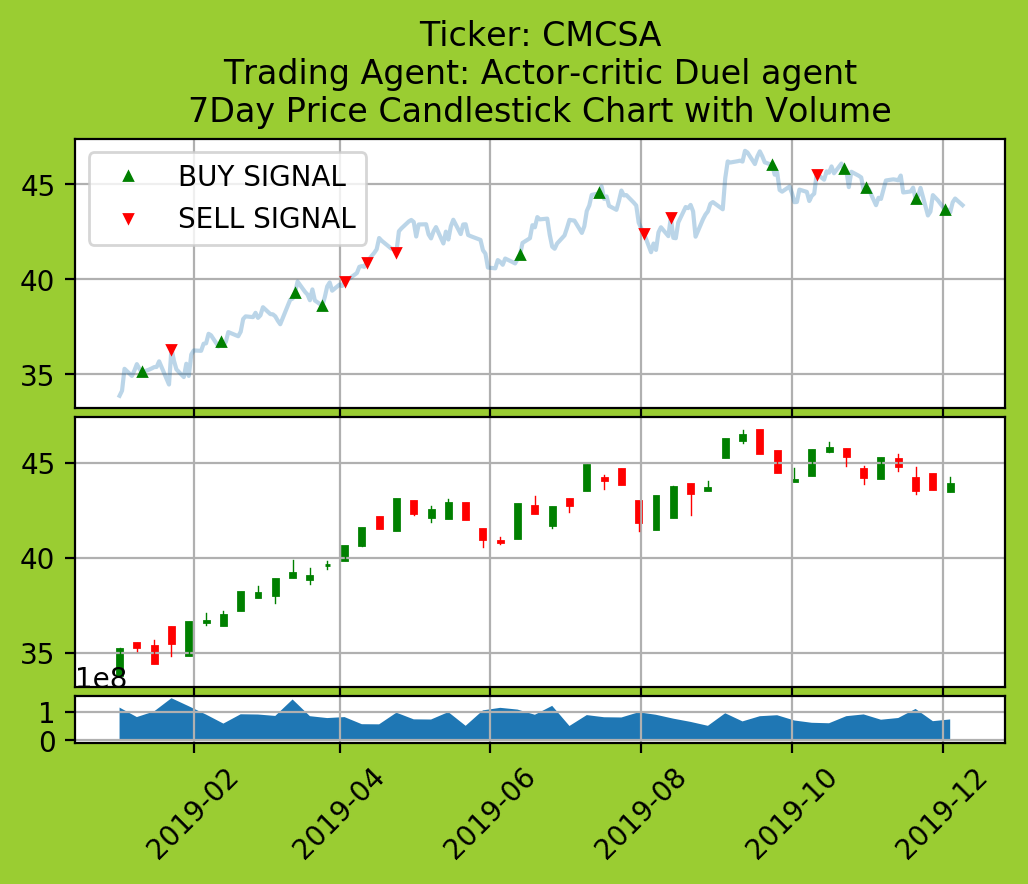 Ticker: CMCSA
Trading Agent: Actor-critic Duel agent
7Day Price Candlestick Chart with Volume
BUY SIGNAL
SELL SIGNAL
45
40
35
45
40
35
1e8
1
0
2019-02
2019-04
2019-06
2019-08
2019-10
2019-12